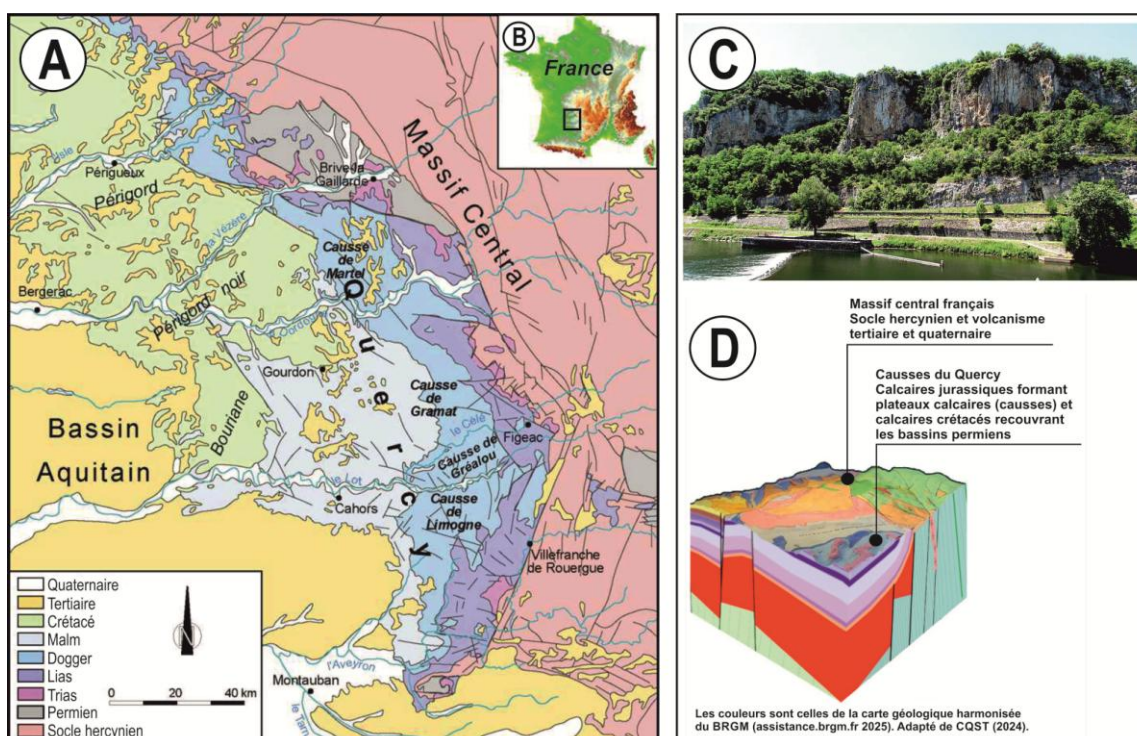 A
B
France
Massif Central
Isle
Périgueux
Périgord
Brive-la
Gaillarde
la Vézère
Causse
de
Martel
Bergerac
Périgord noir
Dordogne
Quercy
Gourdon
Causse
de
Gramat
Bouriane
le Célé
Figeac
Bassin
Aquitain
Causse de
Gréalou
le Lot
Cahors
Causse
de
Limogne
Villefranche
de Rouergue
l'Aveyron
Montauban
le Tarn
Quaternaire
Tertiaire
Crétacé
Malm
Dogger
Lias
Trias
Permien
Socle hercynien
N
0 20 40 km
C
D
Massif central français
Socle hercynien et volcanisme
tertiaire et quaternaire
Causses du Quercy
Calcaires jurassiques formant
plateaux calcaires (causses) et
calcaires crétacés recouvrant
les bassins permiens
Les couleurs sont celles de la carte géologique harmonisée
du BRGM (assistance.brgm.fr 2025). Adapté de CQST (2024).